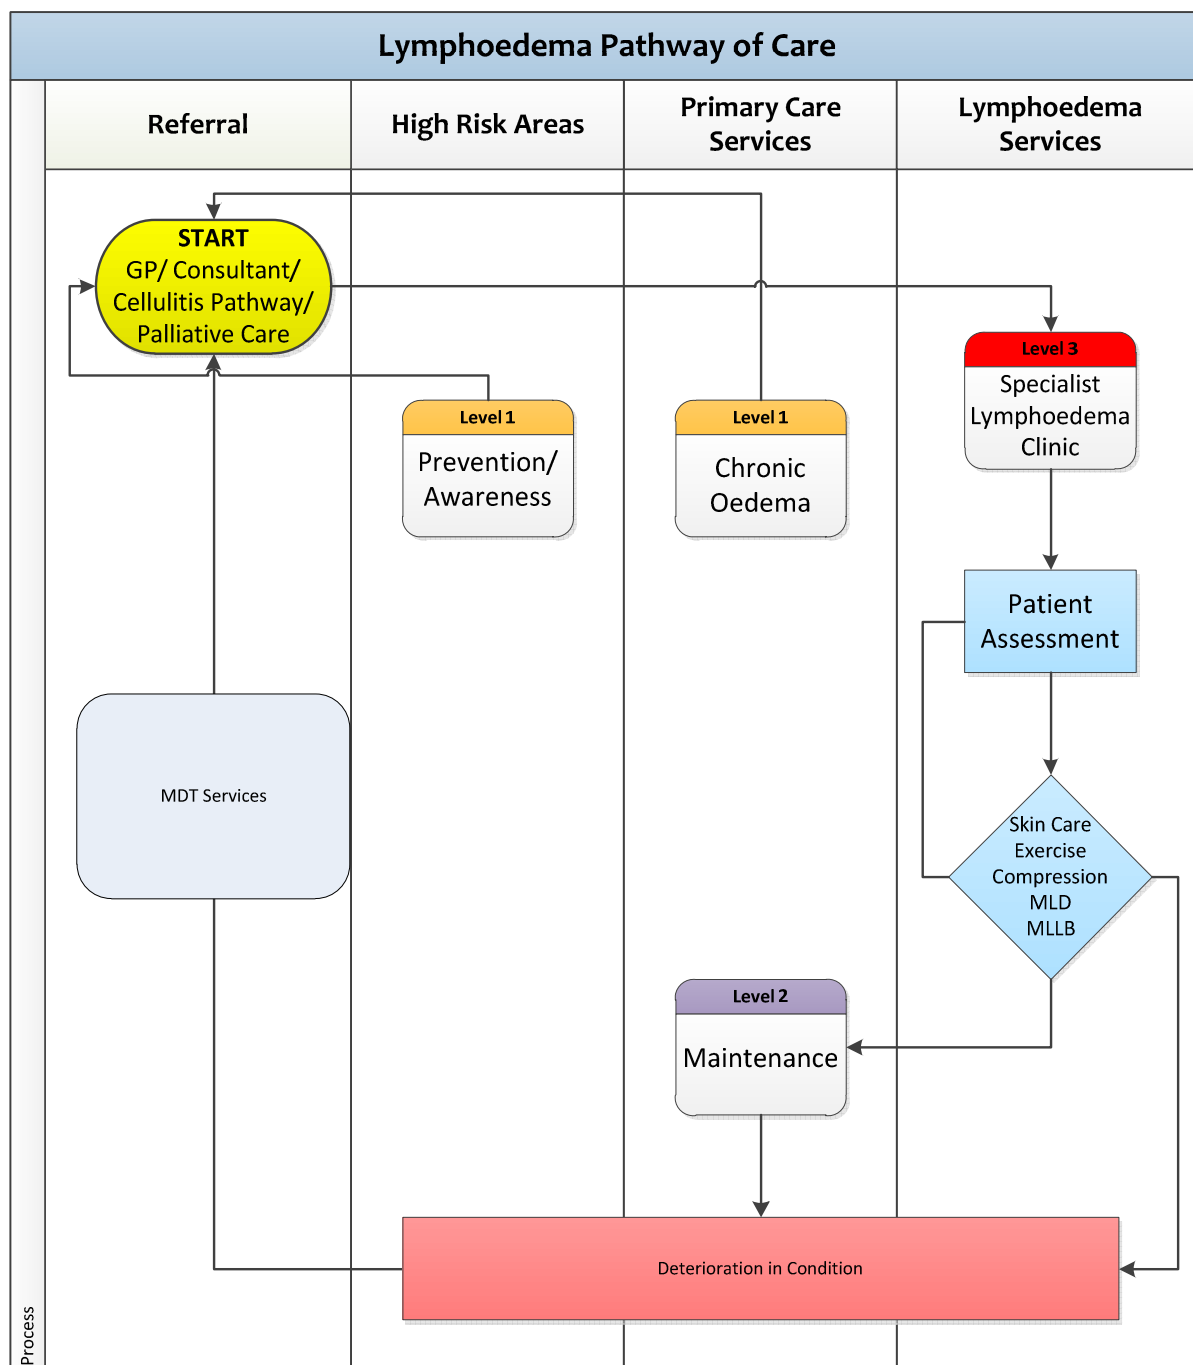 Lymphoedema Pathway of Care
Referral
High Risk Areas
Primary Care
Services
Lymphoedema
Services
START
GP/ Consultant/
Cellulitis Pathway/
Palliative Care
Level 3
Specialist
Lymphoedema
Clinic
Level 1
Prevention/
Awareness
Level 1
Chronic
Oedema
Patient
Assessment
MDT Services
Skin Care
Exercise
Compression
MLD
MLLB
Level 2
Maintenance
Deterioration in Condition
Process